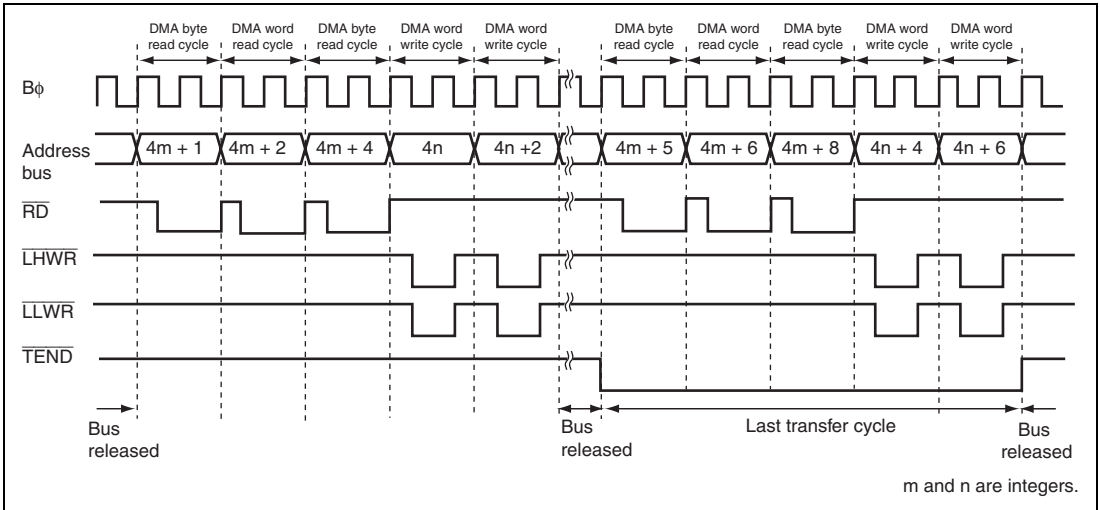 DMA byte read cycle
DMA word read cycle
DMA byte read cycle
DMA word write cycle
DMA word write cycle
DMA byte read cycle
DMA word read cycle
DMA byte read cycle
DMA word write cycle
DMA word write cycle
Bφ
Address bus
4m + 1
4m + 2
4m + 4
4n
4n +2
4m + 5
4m + 6
4m + 8
4n + 4
4n + 6
RD
LHWR
LLWR
TEND
Bus released
Bus released
Last transfer cycle
Bus released
m and n are integers.